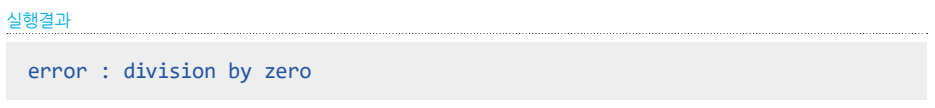 실행결과
error : division by zero